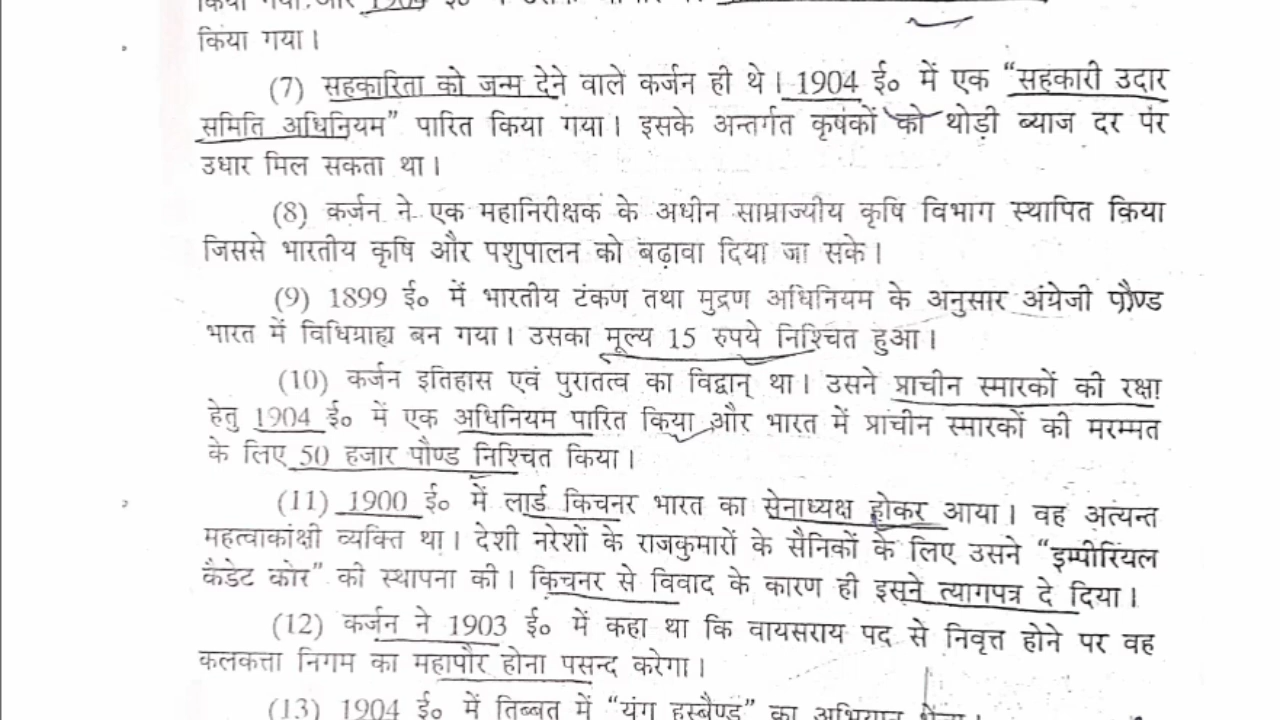 किया गया और 1904 ई०
किया गया।
(7) सहकारिता को जन्म देने वाले कर्जन ही थे। 1904 ई० में एक “सहकारी उदार
समिति अधिनियम” पारित किया गया। इसके अन्तर्गत कृषकों को थोड़ी ब्याज दर पर
उधार मिल सकता था।
(8) कर्जन ने एक महानिरीक्षक के अधीन साम्राज्यीय कृषि विभाग स्थापित किया
जिससे भारतीय कृषि और पशुपालन को बढ़ावा दिया जा सके।
(9) 1899 ई० में भारतीय टंकण तथा मुद्रण अधिनियम के अनुसार अंग्रेजी पौण्ड
भारत में विधिग्राह्य बन गया। उसका मूल्य 15 रुपये निश्चित हुआ।
(10) कर्जन इतिहास एवं पुरातत्व का विद्वान् था। उसने प्राचीन स्मारकों की रक्षा
हेतु 1904 ई० में एक अधिनियम पारित किया और भारत में प्राचीन स्मारकों की मरम्मत
के लिए 50 हजार पौण्ड निश्चित किया।
(11) 1900 ई० में लार्ड किचनर भारत का सेनाध्यक्ष होकर आया। वह अत्यन्त
महत्वाकांक्षी व्यक्ति था। देशी नरेशों के राजकुमारों के सैनिकों के लिए उसने “इम्पीरियल
कैडेट कोर” की स्थापना की। किचनर से विवाद के कारण ही इसने त्यागपत्र दे दिया।
(12) कर्जन ने 1903 ई० में कहा था कि वायसराय पद से निवृत्त होने पर वह
कलकत्ता निगम का महापौर होना पसन्द करेगा।
(13) 1904 ई० में तिब्बत में “यंग हस्बैण्ड” का अभियान भेजा।